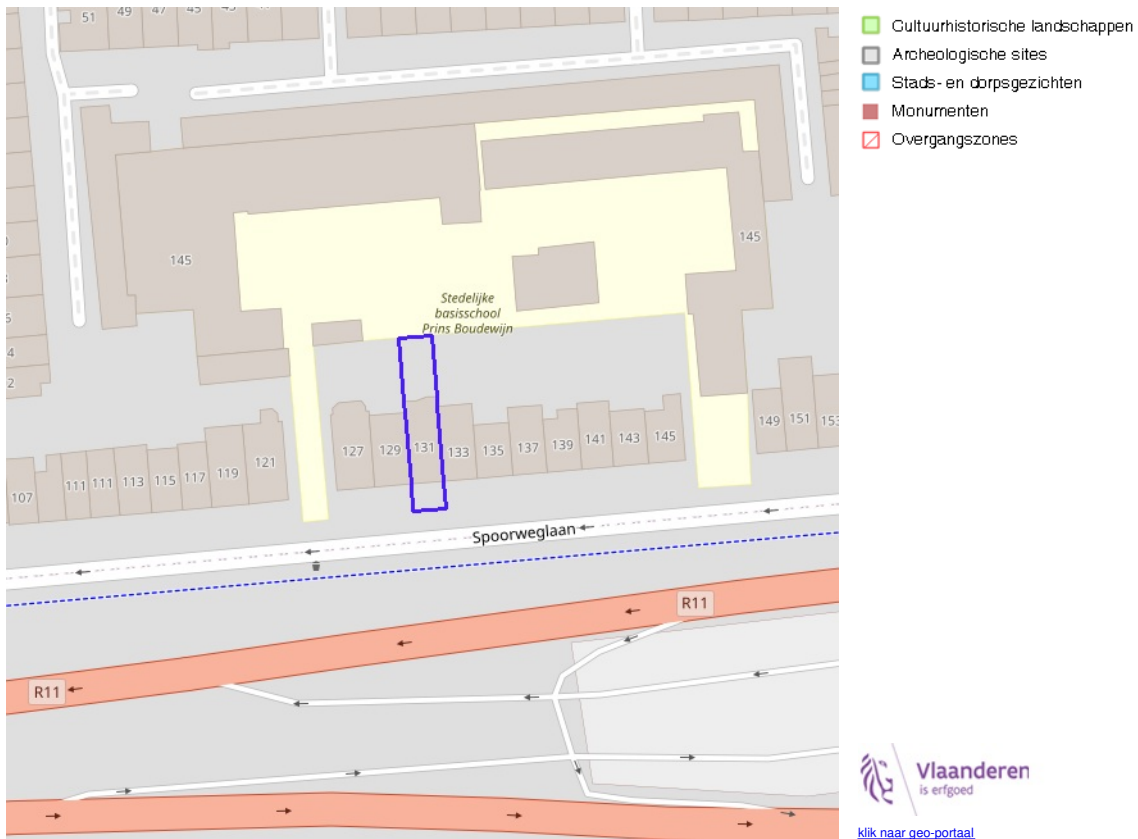 51
49
47
145
145
Stedelijke
basisschool
Prins Boudewijn
107
111
111
113
115
117
119
121
127
129
131
133
135
137
139
141
143
145
149
151
153
Spoorweglaan
R11
R11
Cultuurhistorische landschappen
Archeologische sites
Stads- en dorpsgezichten
Monumenten
Overgangszones
Vlaanderen
is erfgoed
klik naar geo-portaal